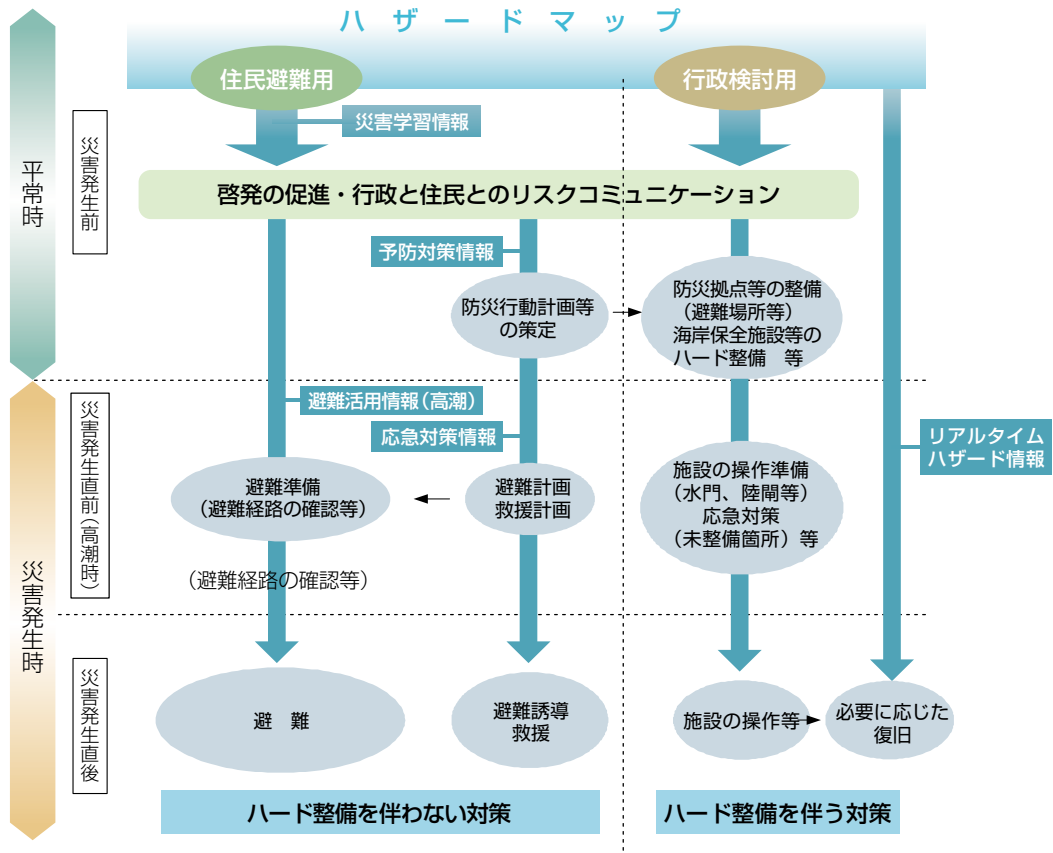 ハザードマップ
住民避難用
行政検討用
災害学習情報
平常時
災害発生前
啓発の促進・行政と住民とのリスクコミュニケーション
予防対策情報
防災行動計画等
の策定
防災拠点等の整備
（避難場所等）
海岸保全施設等の
ハード整備　等
災害発生時
災害発生直前（高潮時）
避難活用情報（高潮）
応急対策情報
リアルタイム
ハザード情報
避難準備
（避難経路の確認等）
避難計画
救援計画
施設の操作準備
（水門、陸閘等）
応急対策
（未整備箇所）等
（避難経路の確認等）
災害発生直後
避　難
避難誘導
救援
施設の操作等
必要に応じた
復旧
ハード整備を伴わない対策
ハード整備を伴う対策